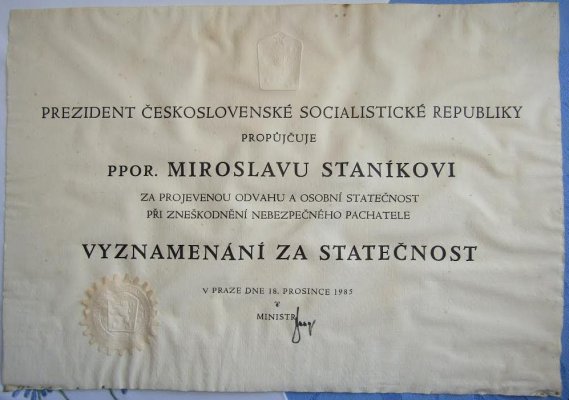 PREZIDENT ČESKOSLOVENSKÉ SOCIALISTICKÉ REPUBLIKY
PROPŮJČUJE
PPOR. MIROSLAVU STANÍKOVI
ZA PROJEVENOU ODVAHU A OSOBNÍ STATEČNOST
PŘI ZNEŠKODNĚNÍ NEBEZPEČNÉHO PACHATELE
VYZNAMENÁNÍ ZA STATEČNOST
V PRAZE DNE 18. PROSINCE 1985
MINISTR